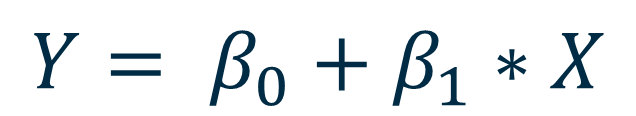 Y = β₀ + β₁ * X